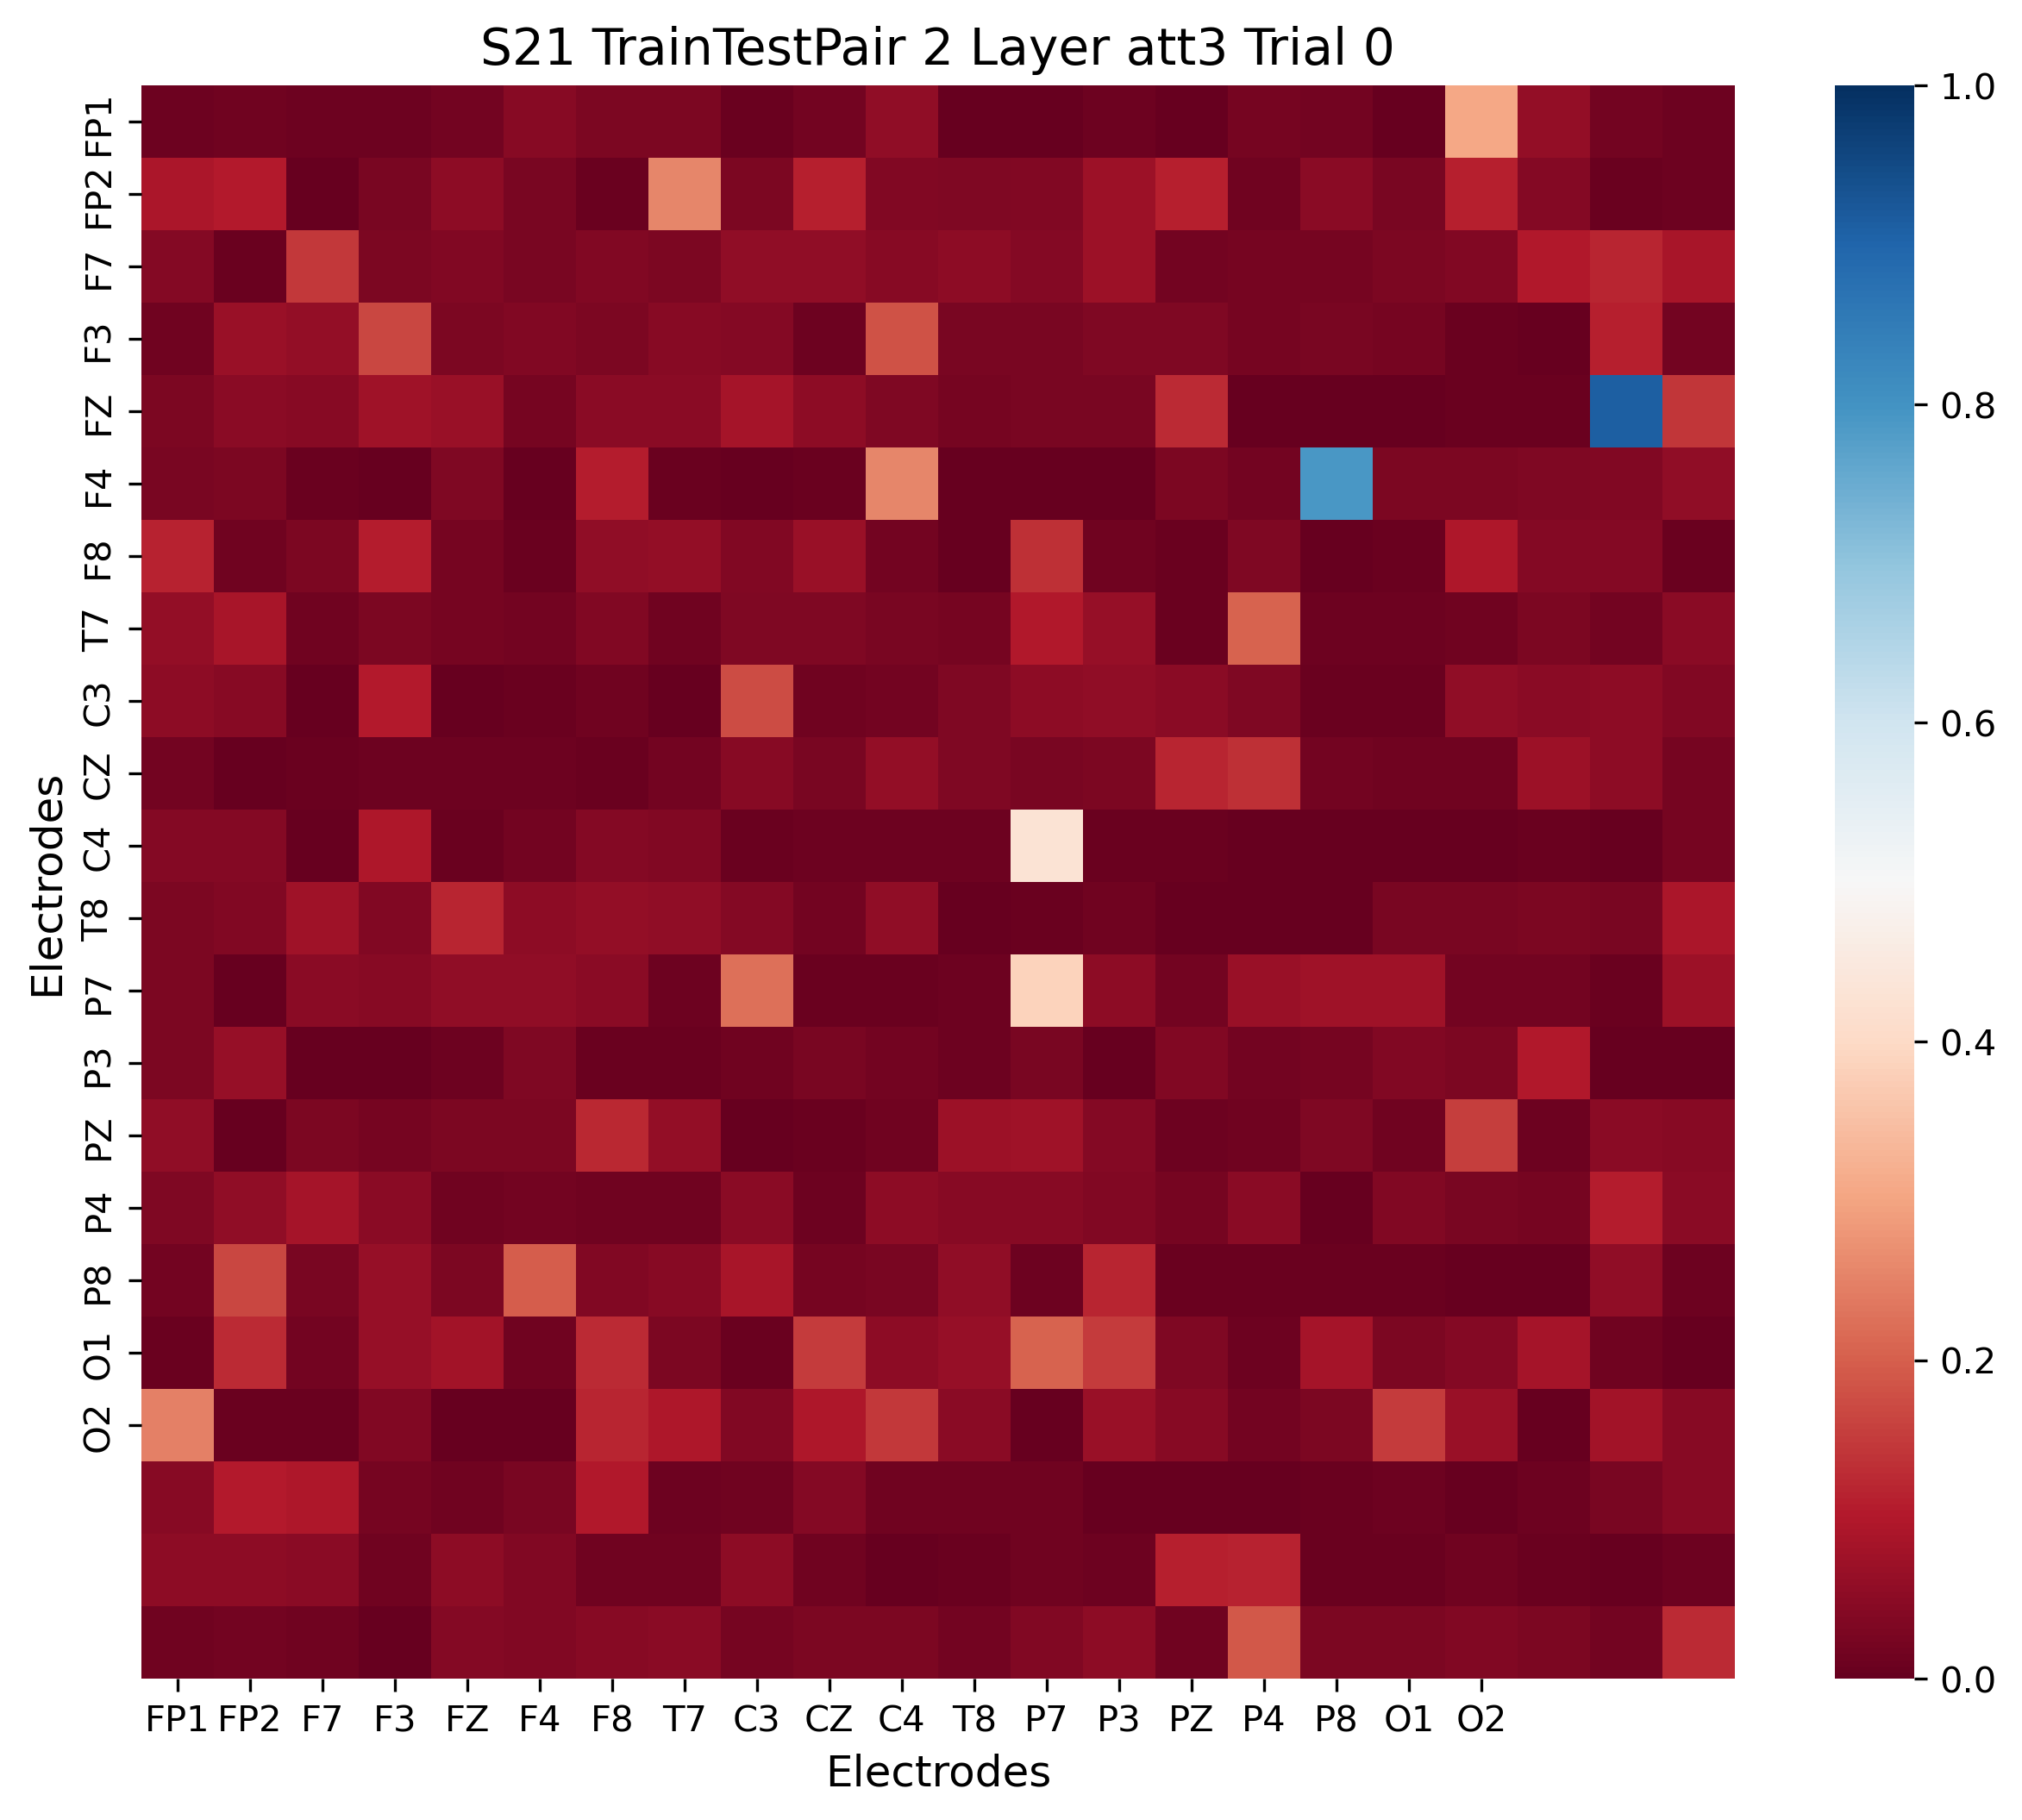 S21 TrainTestPair 2 Layer att3 Trial 0
Electrodes
FP1
FP2
F7
F3
FZ
F4
F8
T7
C3
CZ
C4
T8
P7
P3
PZ
P4
P8
O1
O2
FP1 FP2 F7 F3 FZ F4 F8 T7 C3 CZ C4 T8 P7 P3 PZ P4 P8 O1 O2
Electrodes
1.0
0.8
0.6
0.4
0.2
0.0